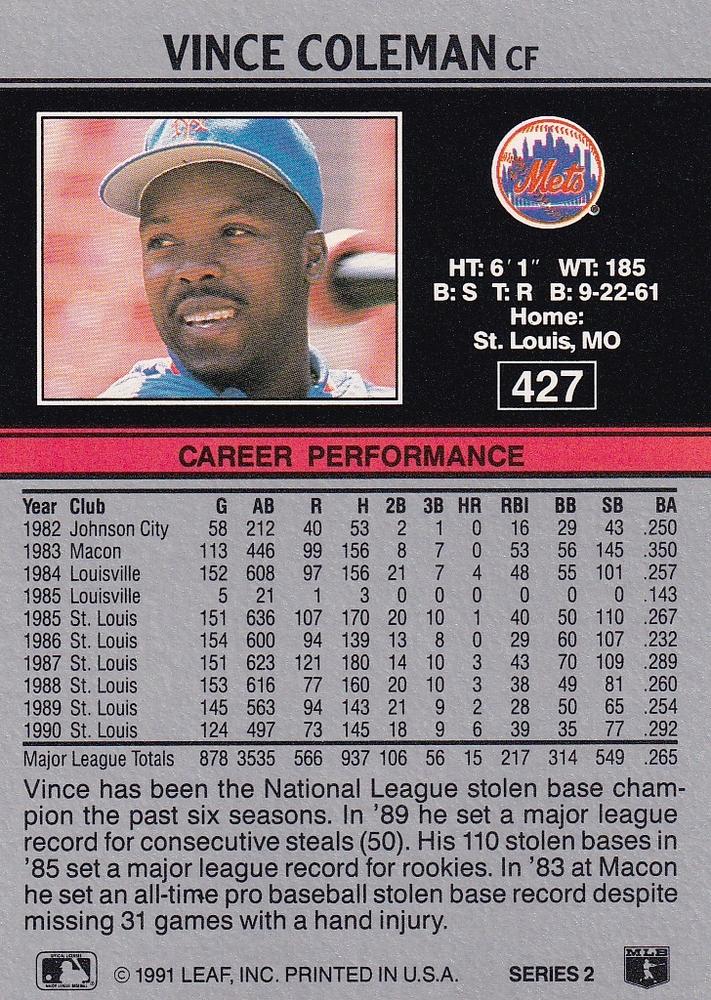 VINCE COLEMAN CF
Mets
HT: 6' 1" WT: 185
B: S T: R B: 9-22-61
Home:
St. Louis, MO
427
CAREER PERFORMANCE
Year Club G AB R H 2B 3B HR RBI BB SB BA
1982 Johnson City 58 212 40 53 2 1 0 16 29 43 .250
1983 Macon 113 446 99 156 8 7 0 53 56 145 .350
1984 Louisville 152 608 97 156 21 7 4 48 55 101 .257
1985 Louisville 5 21 1 3 0 0 0 0 0 0 .143
1985 St. Louis 151 636 107 170 20 10 1 40 50 110 .267
1986 St. Louis 154 600 94 139 13 8 0 29 60 107 .232
1987 St. Louis 151 623 121 180 14 10 3 43 70 109 .289
1988 St. Louis 153 616 77 160 20 10 3 38 49 81 .260
1989 St. Louis 145 563 94 143 21 9 2 28 50 65 .254
1990 St. Louis 124 497 73 145 18 9 6 39 35 77 .292
Major League Totals 878 3535 566 937 106 56 15 217 314 549 .265
Vince has been the National League stolen base cham-
pion the past six seasons. In '89 he set a major league
record for consecutive steals (50). His 110 stolen bases in
'85 set a major league record for rookies. In '83 at Macon
he set an all-time pro baseball stolen base record despite
missing 31 games with a hand injury.
© 1991 LEAF, INC. PRINTED IN U.S.A. SERIES 2
MLB